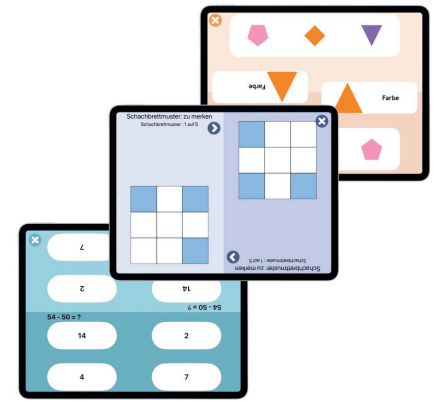 Farbe
Farbe
Schachbrettmuster: zu merken
Schachbrettmuster : 1 auf 5
Schachbrettmuster : 1 auf 5
Schachbrettmuster: zu merken
7
2
14
54 - 50 = ?
54 - 50 = ?
14
2
4
7